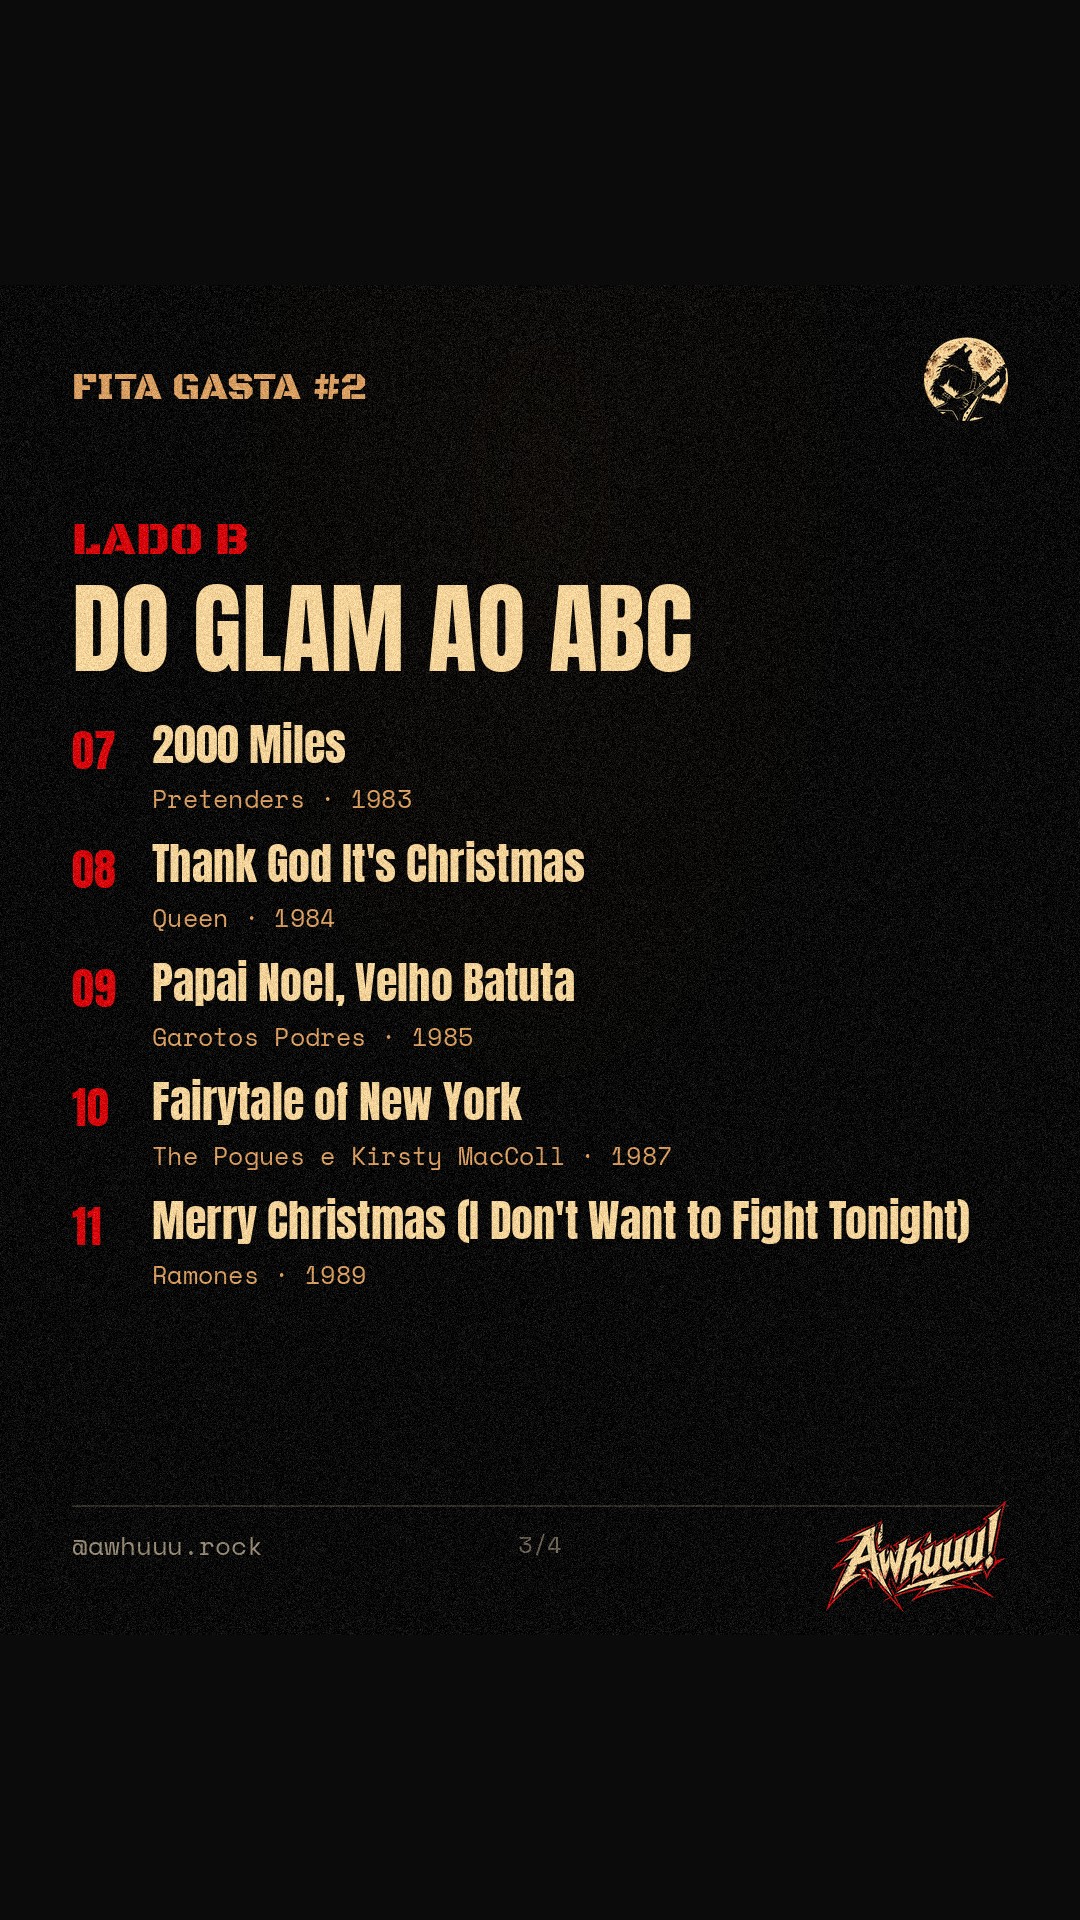 FITA GASTA #2
LADO B
DO GLAM AO ABC
07 2000 Miles
Pretenders · 1983
08 Thank God It's Christmas
Queen · 1984
09 Papai Noel, Velho Batuta
Garotos Podres · 1985
10 Fairytale of New York
The Pogues e Kirsty MacColl · 1987
11 Merry Christmas (I Don't Want to Fight Tonight)
Ramones · 1989
@awhuuu.rock
3/4
Awhuuu!